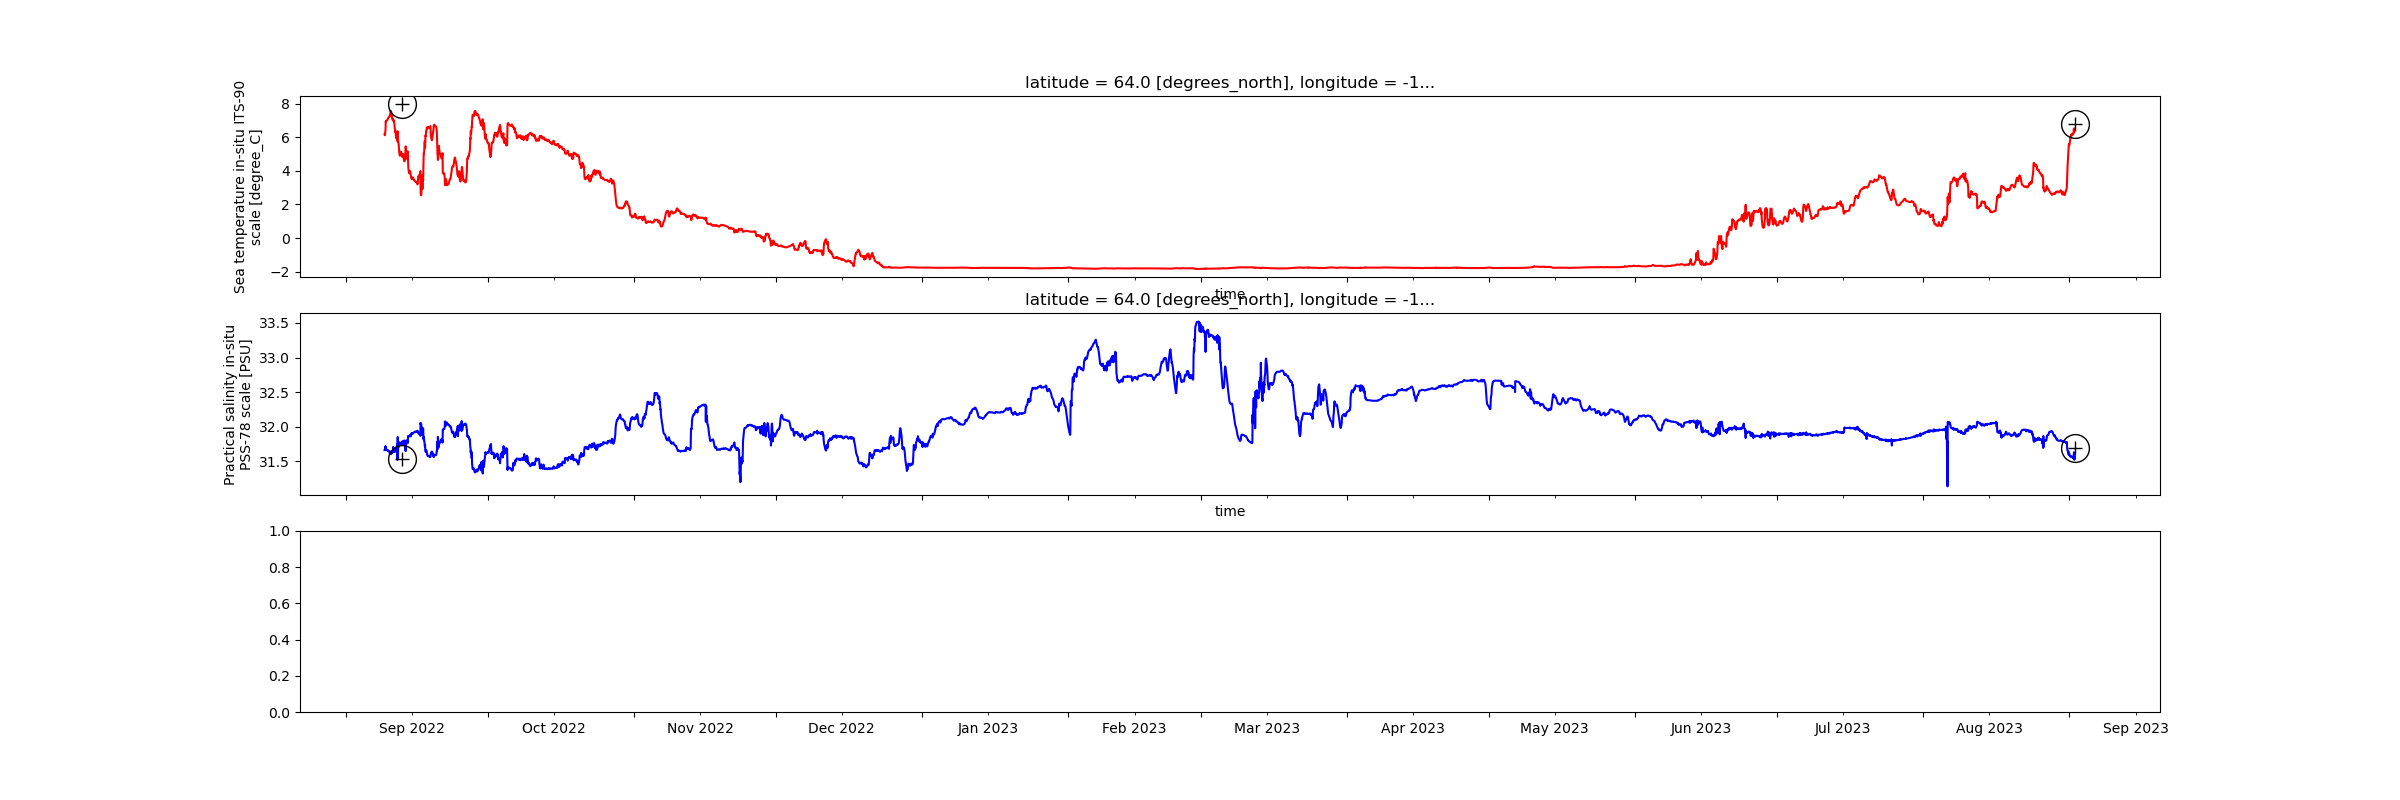 latitude = 64.0 [degrees_north], longitude = -1...
Sea temperature in-situ ITS-90
scale [degree_C]
8
6
4
2
0
−2
time
latitude = 64.0 [degrees_north], longitude = -1...
Practical salinity in-situ
PSS-78 scale [PSU]
33.5
33.0
32.5
32.0
31.5
time
1.0
0.8
0.6
0.4
0.2
0.0
Sep 2022 Oct 2022 Nov 2022 Dec 2022 Jan 2023 Feb 2023 Mar 2023 Apr 2023 May 2023 Jun 2023 Jul 2023 Aug 2023 Sep 2023